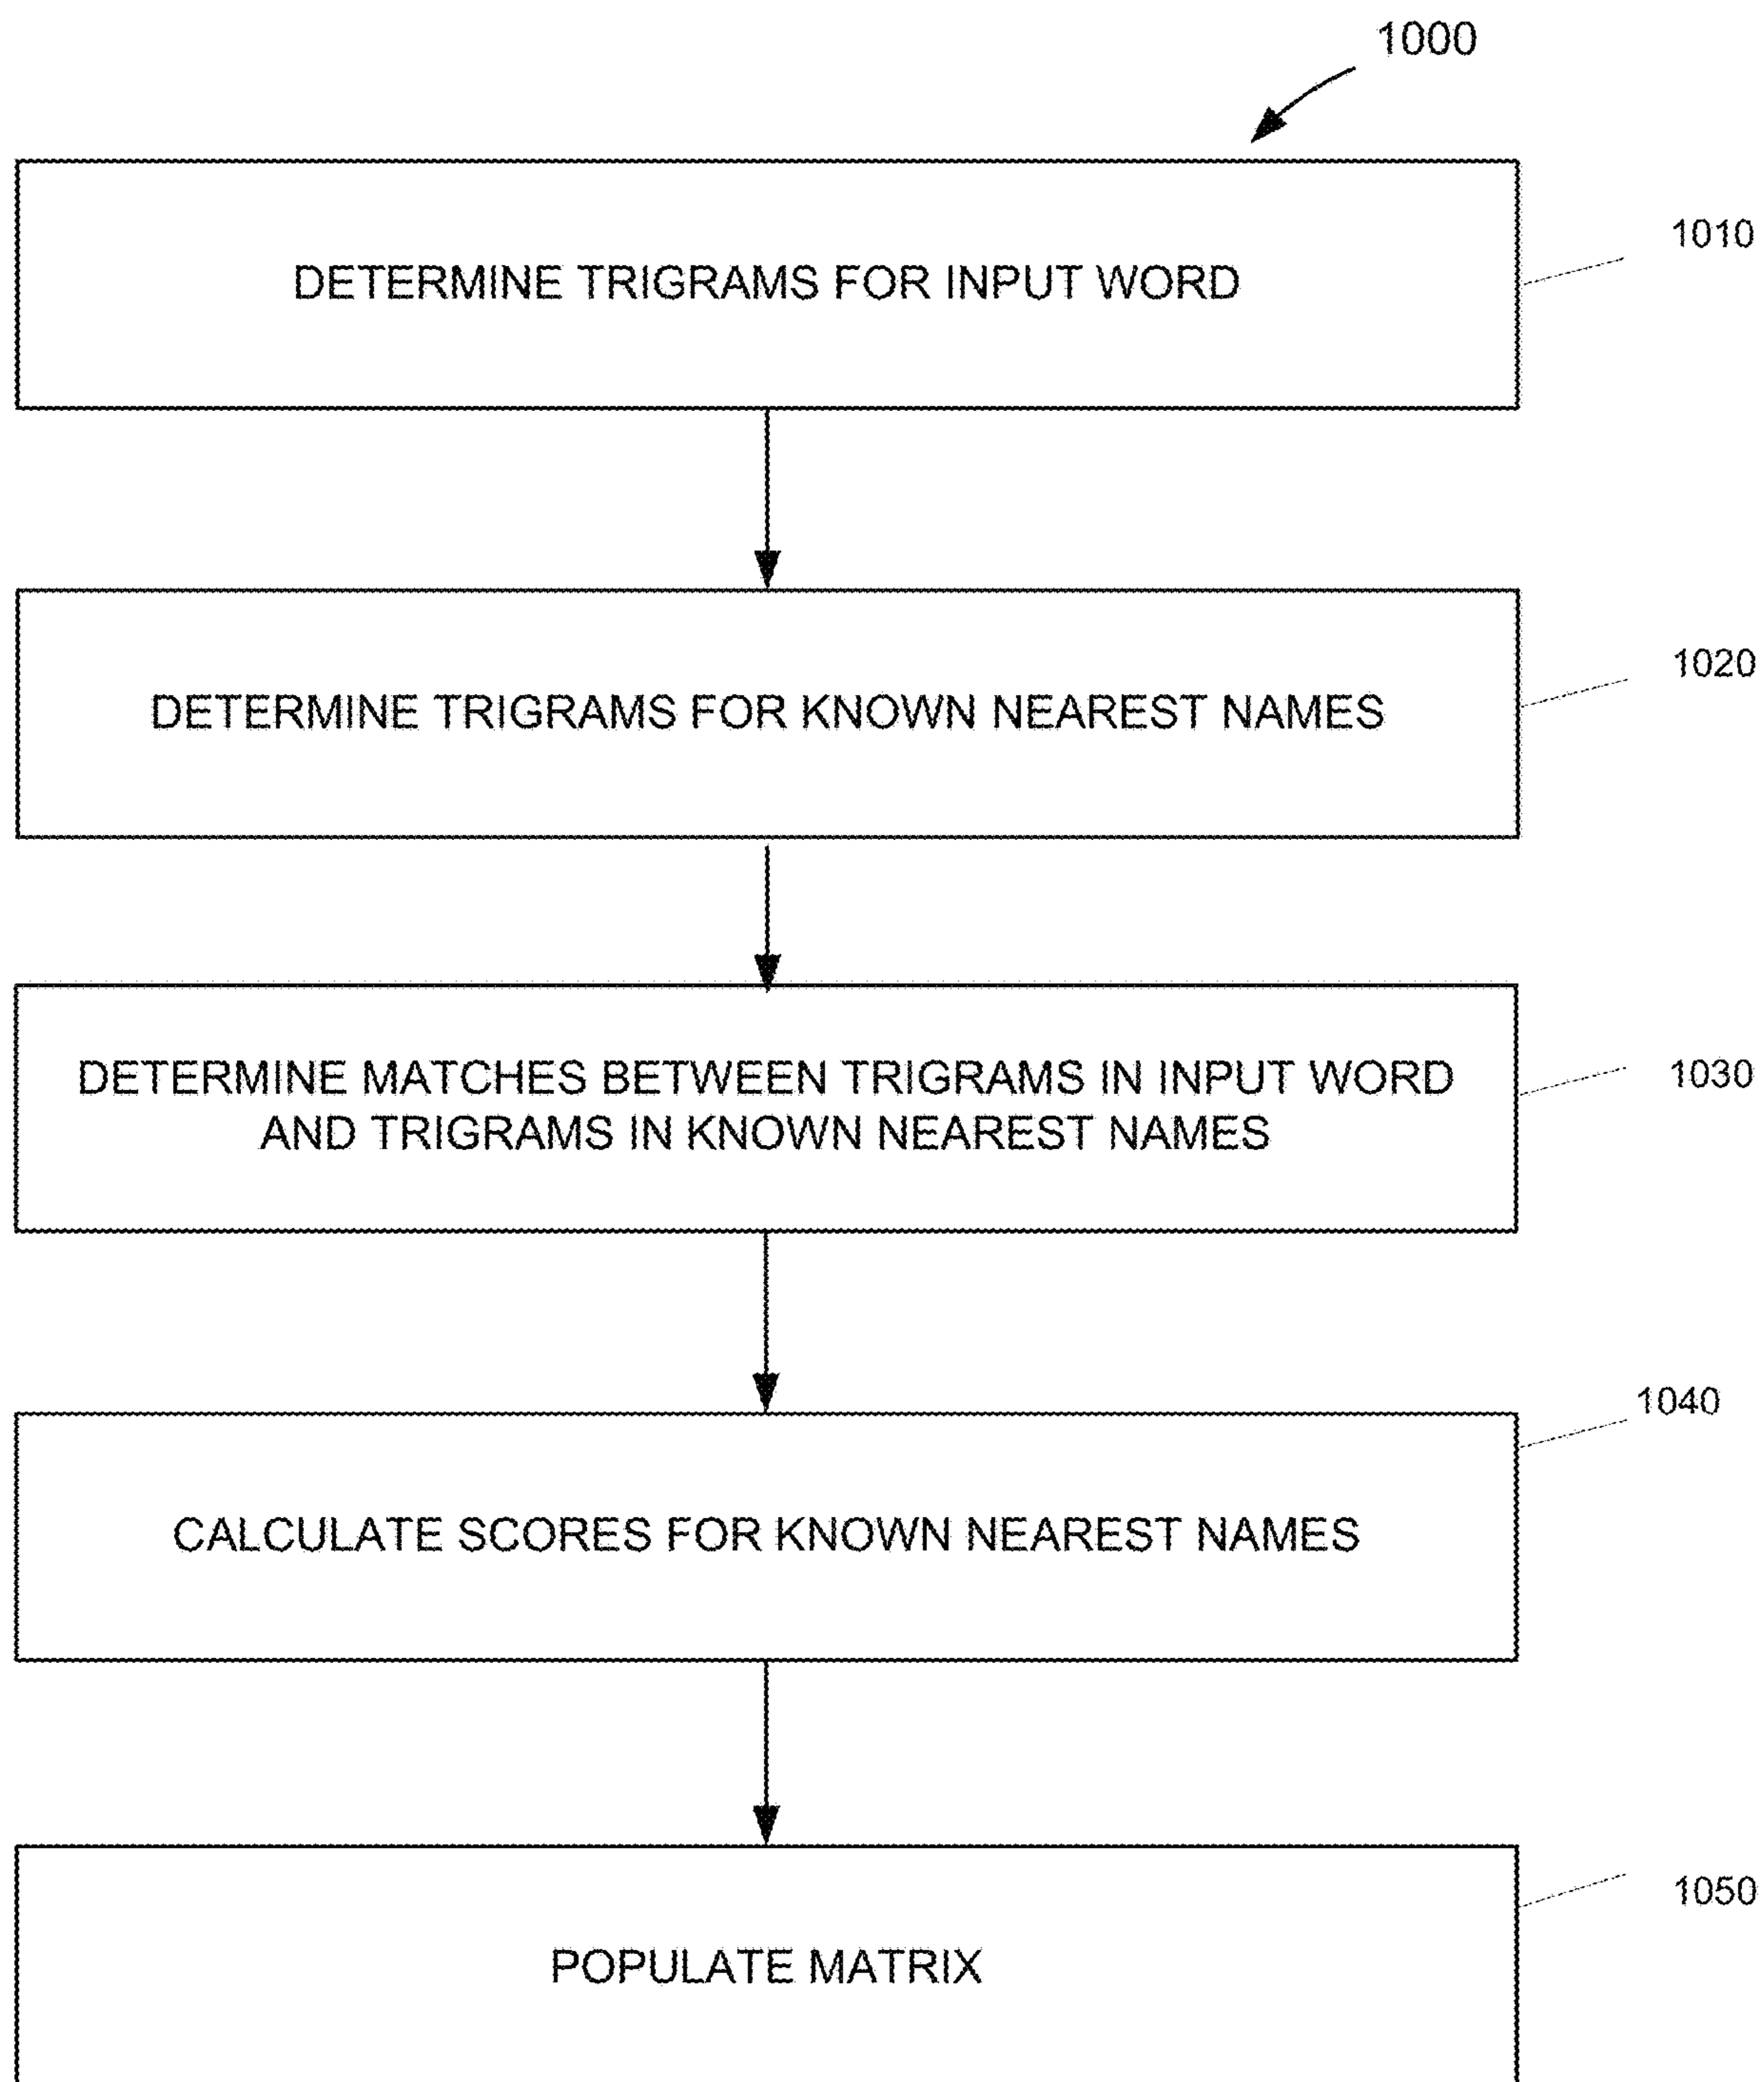 1000
DETERMINE TRIGRAMS FOR INPUT WORD
1010
DETERMINE TRIGRAMS FOR KNOWN NEAREST NAMES
1020
DETERMINE MATCHES BETWEEN TRIGRAMS IN INPUT WORD
AND TRIGRAMS IN KNOWN NEAREST NAMES
1030
CALCULATE SCORES FOR KNOWN NEAREST NAMES
1040
POPULATE MATRIX
1050